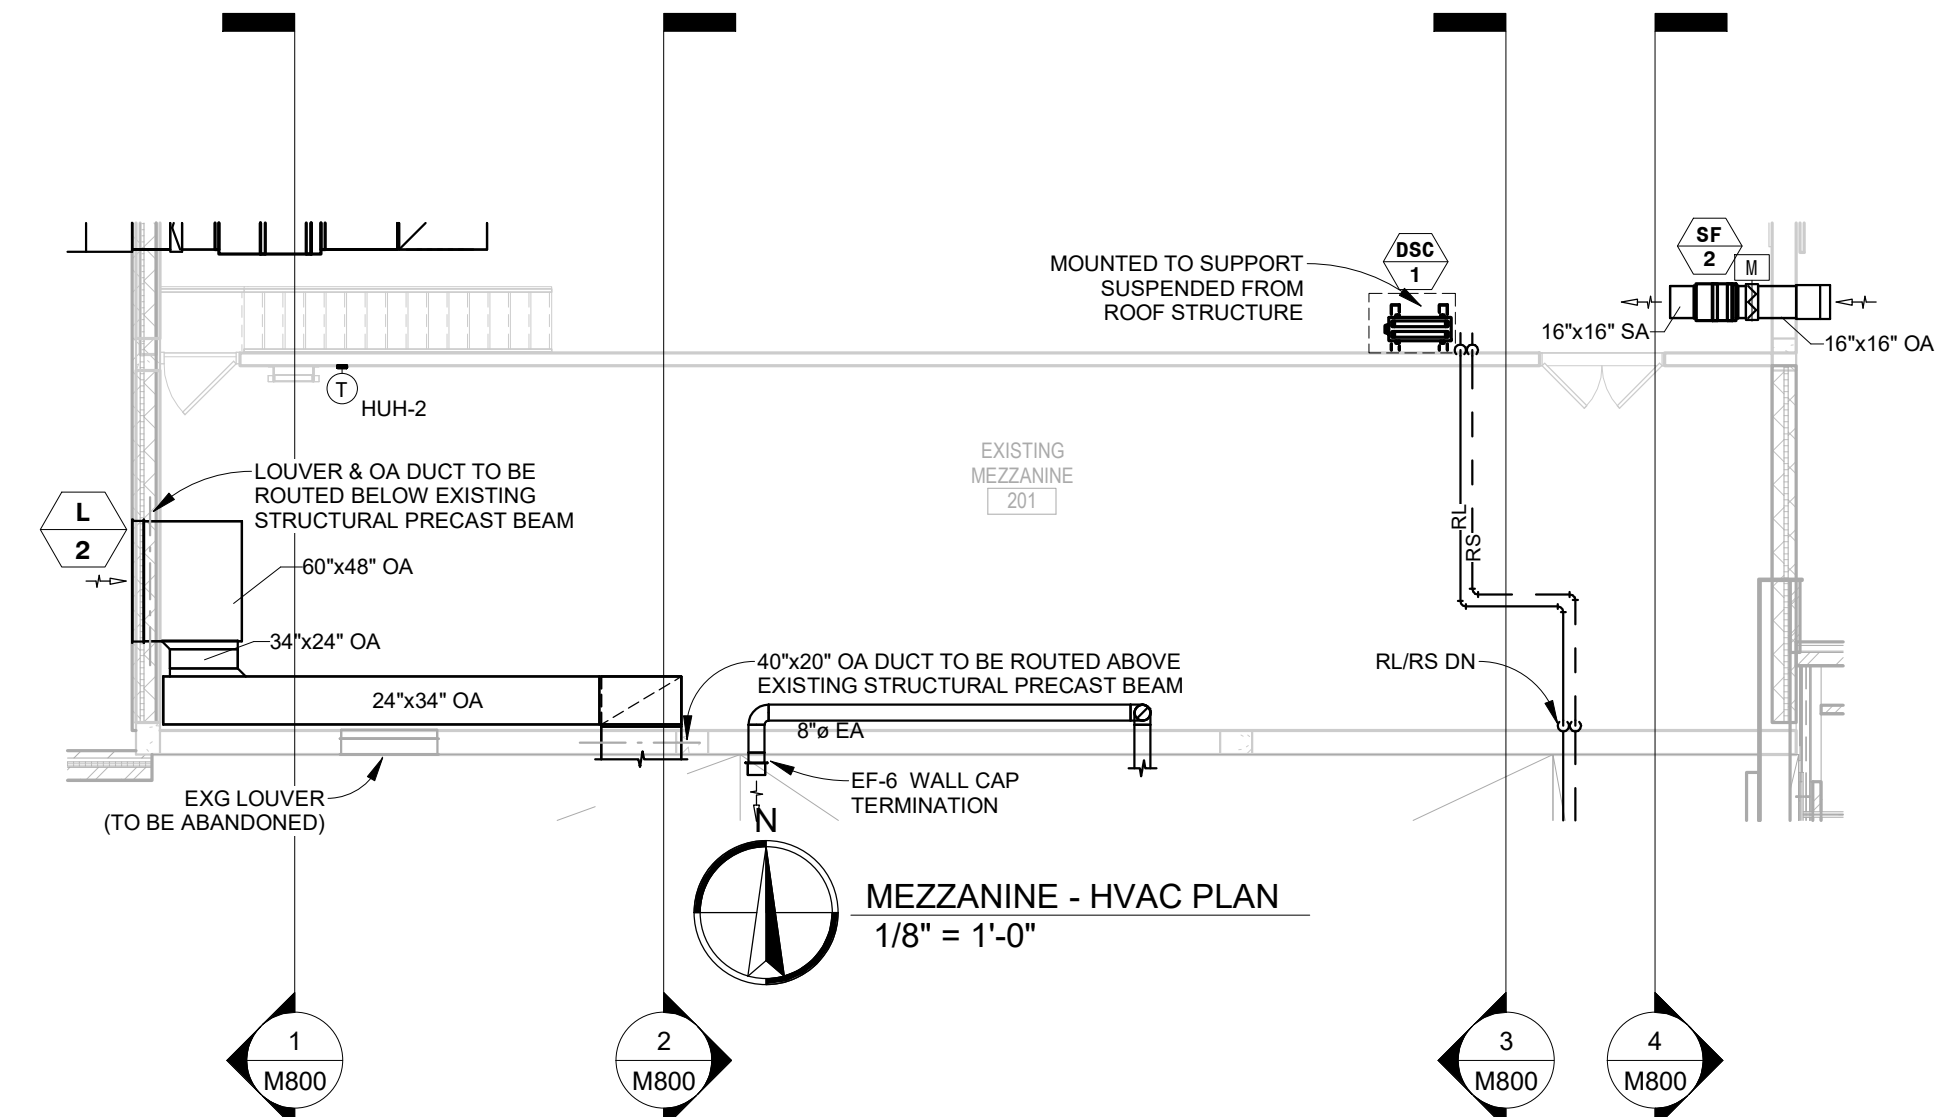 SF
2
M
DSC
1
MOUNTED TO SUPPORT
SUSPENDED FROM
ROOF STRUCTURE
16"x16" SA
16"x16" OA
T
HUH-2
EXISTING
MEZZANINE
201
LOUVER & OA DUCT TO BE
ROUTED BELOW EXISTING
STRUCTURAL PRECAST BEAM
L
2
60"x48" OA
RL
RS
34"x24" OA
40"x20" OA DUCT TO BE ROUTED ABOVE
EXISTING STRUCTURAL PRECAST BEAM
RL/RS DN
24"x34" OA
8"ø EA
EF-6 WALL CAP
TERMINATION
EXG LOUVER
(TO BE ABANDONED)
N
MEZZANINE - HVAC PLAN
1/8" = 1'-0"
1
M800
2
M800
3
M800
4
M800